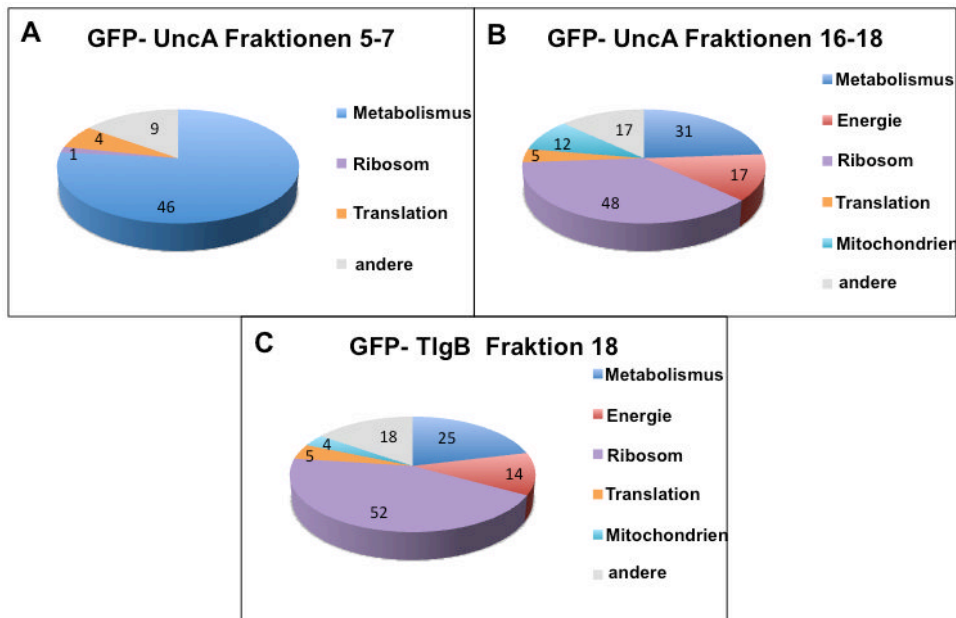 A
GFP- UncA Fraktionen 5-7
Metabolismus
Ribosom
Translation
andere
9
4
1
46
B
GFP- UncA Fraktionen 16-18
Metabolismus
Energie
Ribosom
Translation
Mitochondrien
andere
17
31
12
5
17
48
C
GFP- TlgB Fraktion 18
Metabolismus
Energie
Ribosom
Translation
Mitochondrien
andere
18
25
4
5
14
52